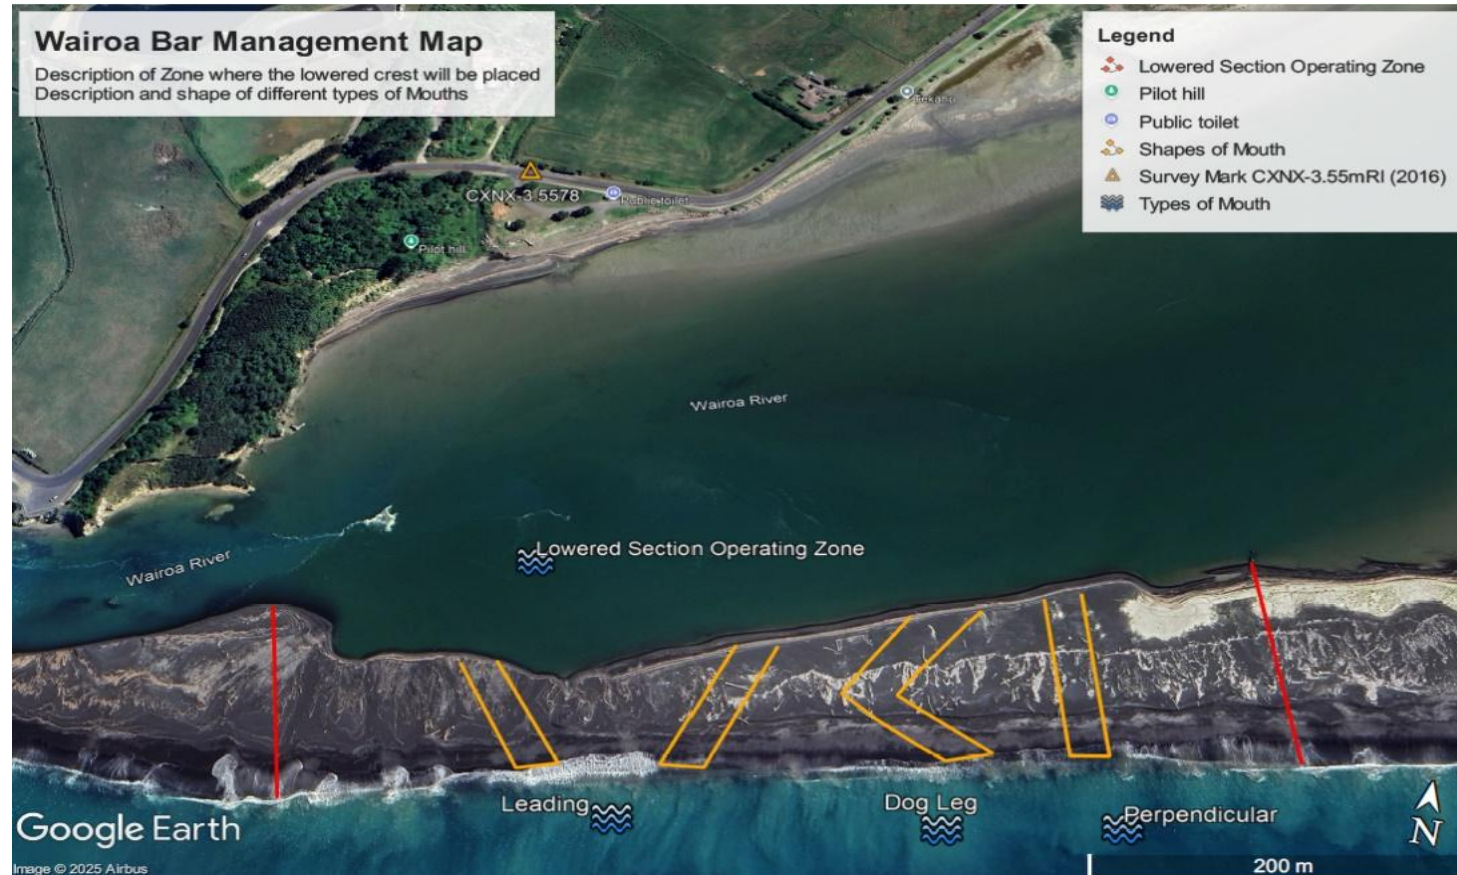 Wairoa Bar Management Map
Description of Zone where the lowered crest will be placed
Description and shape of different types of Mouths
Legend
Lowered Section Operating Zone
Pilot hill
Public toilet
Shapes of Mouth
Survey Mark CXNX-3.55mRI (2016)
Types of Mouth
CXNX-3.5578
Public toilet
Pilot hill
Wairoa River
Lowered Section Operating Zone
Wairoa River
Leading
Dog Leg
Perpendicular
Google Earth
N
Image © 2025 Airbus
200 m